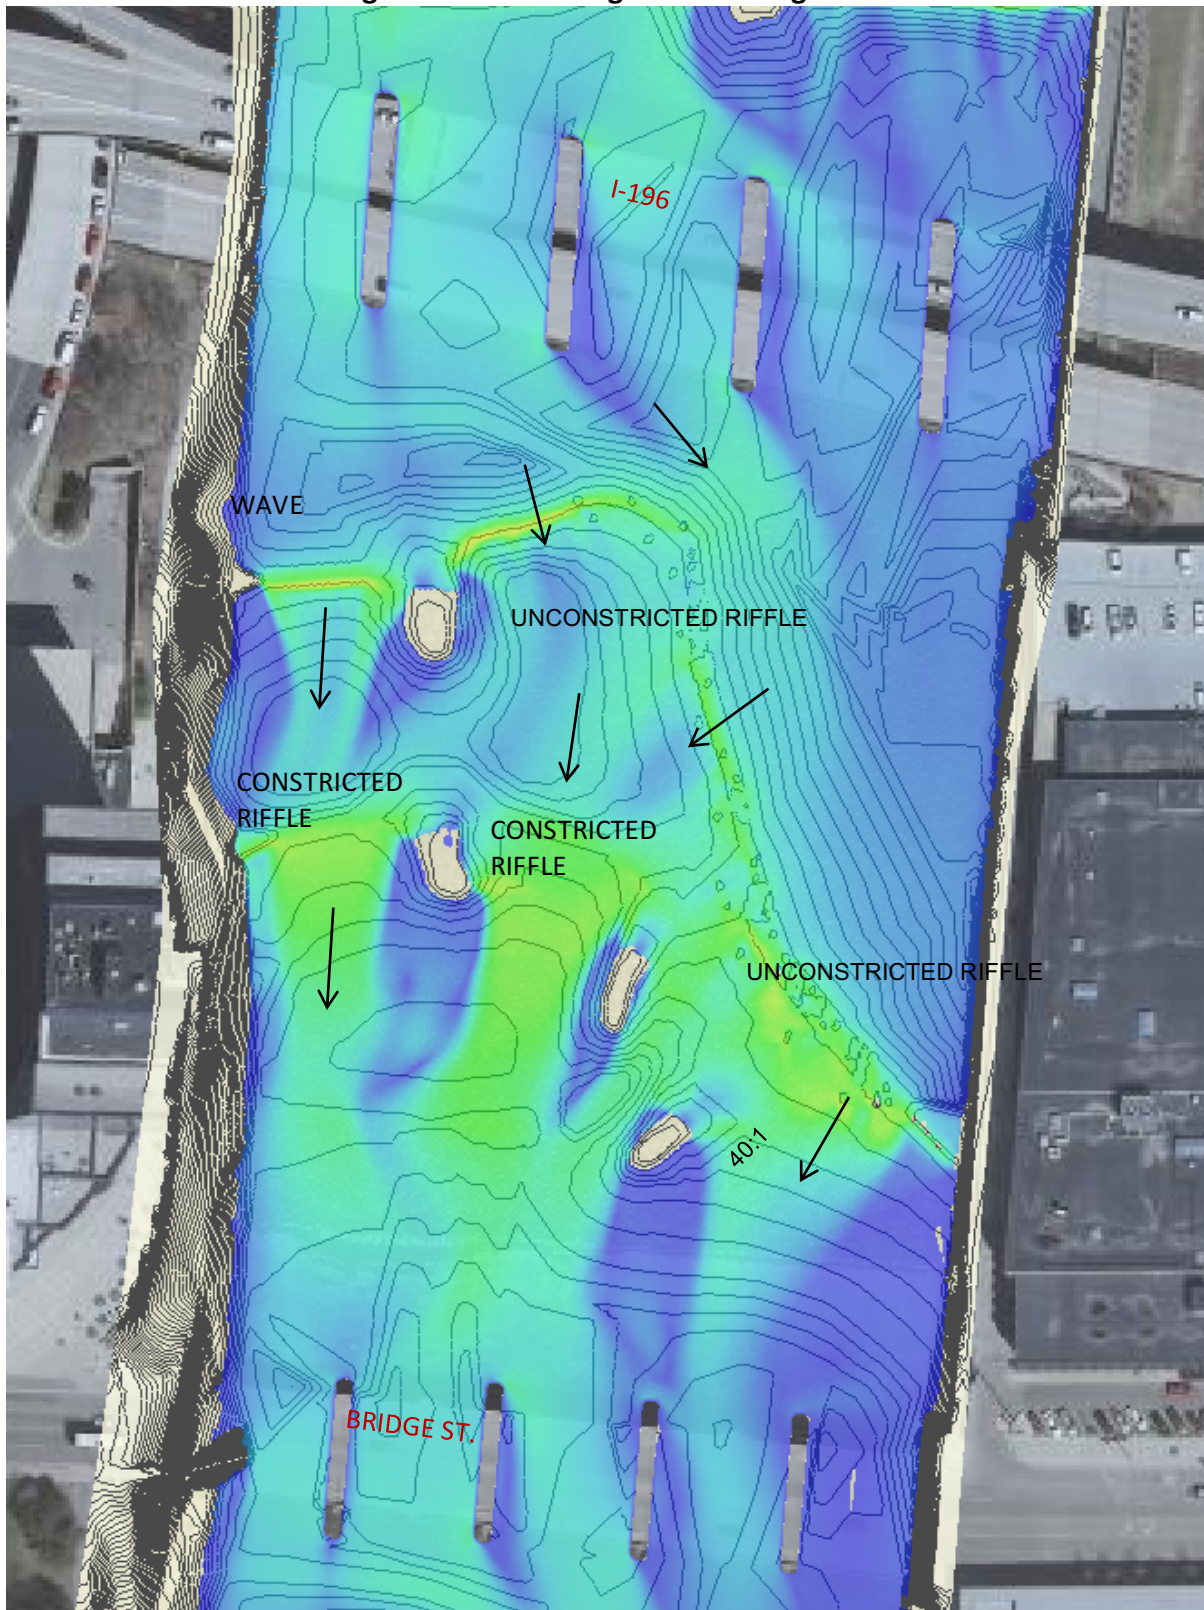 I-196
WAVE
UNCONSTRICTED RIFFLE
CONSTRICTED
RIFFLE
CONSTRICTED
RIFFLE
UNCONSTRICTED RIFFLE
40:1
BRIDGE ST.